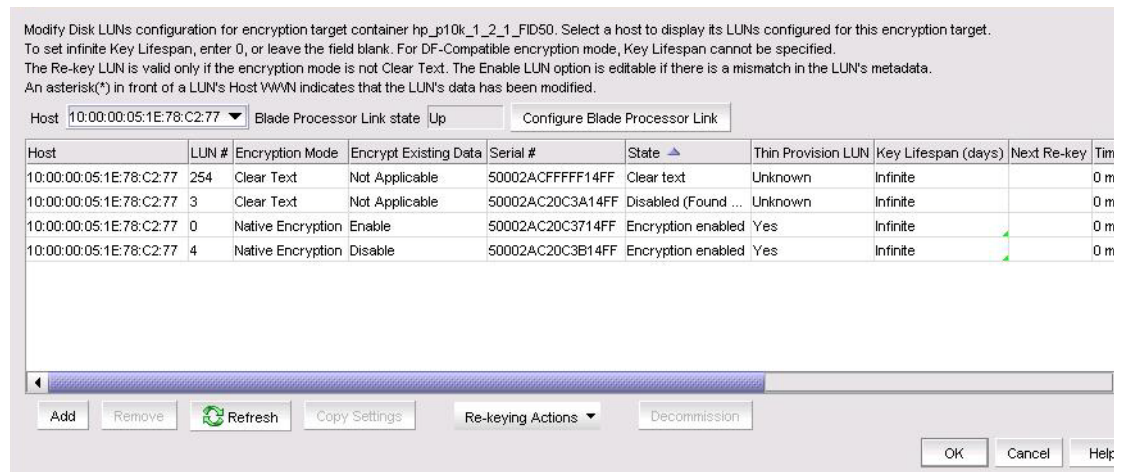 Modify Disk LUNs configuration for encryption target container hp_p10k_1_2_1_FID50. Select a host to display its LUNs configured for this encryption target.
To set infinite Key Lifespan, enter 0, or leave the field blank. For DF-Compatible encryption mode, Key Lifespan cannot be specified.
The Re-key LUN is valid only if the encryption mode is not Clear Text. The Enable LUN option is editable if there is a mismatch in the LUN's metadata.
An asterisk(*) in front of a LUN's Host WWN indicates that the LUN's data has been modified.
Host 10:00:00:05:1E:78:C2:77 Blade Processor Link state Up Configure Blade Processor Link
Host LUN # Encryption Mode Encrypt Existing Data Serial # State Thin Provision LUN Key Lifespan (days) Next Re-key Tim
10:00:00:05:1E:78:C2:77 254 Clear Text Not Applicable 50002ACFFFFF14FF Clear text Unknown Infinite 0 m
10:00:00:05:1E:78:C2:77 3 Clear Text Not Applicable 50002AC20C3A14FF Disabled (Found ... Unknown Infinite 0 m
10:00:00:05:1E:78:C2:77 0 Native Encryption Enable 50002AC20C3714FF Encryption enabled Yes Infinite 0 m
10:00:00:05:1E:78:C2:77 4 Native Encryption Disable 50002AC20C3B14FF Encryption enabled Yes Infinite 0 m
Add Remove Refresh Copy Settings Re-keying Actions Decommission
OK Cancel Help